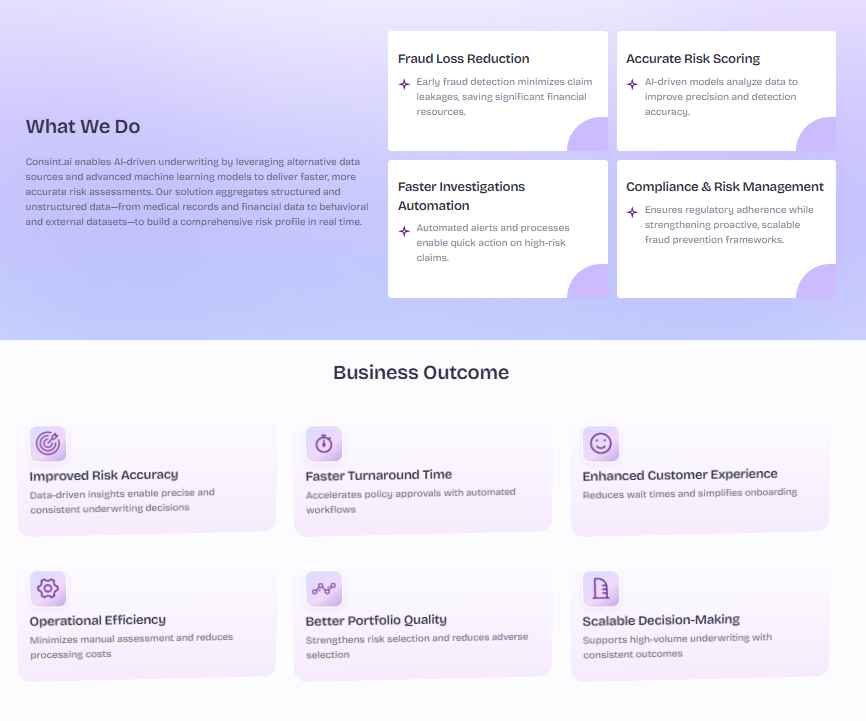 What We Do
Consint.ai enables AI-driven underwriting by leveraging alternative data
sources and advanced machine learning models to deliver faster, more
accurate risk assessments. Our solution aggregates structured and
unstructured data—from medical records and financial data to behavioral
and external datasets—to build a comprehensive risk profile in real time.
Fraud Loss Reduction
Early fraud detection minimizes claim
leakages, saving significant financial
resources.
Accurate Risk Scoring
AI-driven models analyze data to
improve precision and detection
accuracy.
Faster Investigations
Automation
Automated alerts and processes
enable quick action on high-risk
claims.
Compliance & Risk Management
Ensures regulatory adherence while
strengthening proactive, scalable
fraud prevention frameworks.
Business Outcome
Improved Risk Accuracy
Data-driven insights enable precise and
consistent underwriting decisions
Faster Turnaround Time
Accelerates policy approvals with automated
workflows
Enhanced Customer Experience
Reduces wait times and simplifies onboarding
Operational Efficiency
Minimizes manual assessment and reduces
processing costs
Better Portfolio Quality
Strengthens risk selection and reduces adverse
selection
Scalable Decision-Making
Supports high-volume underwriting with
consistent outcomes